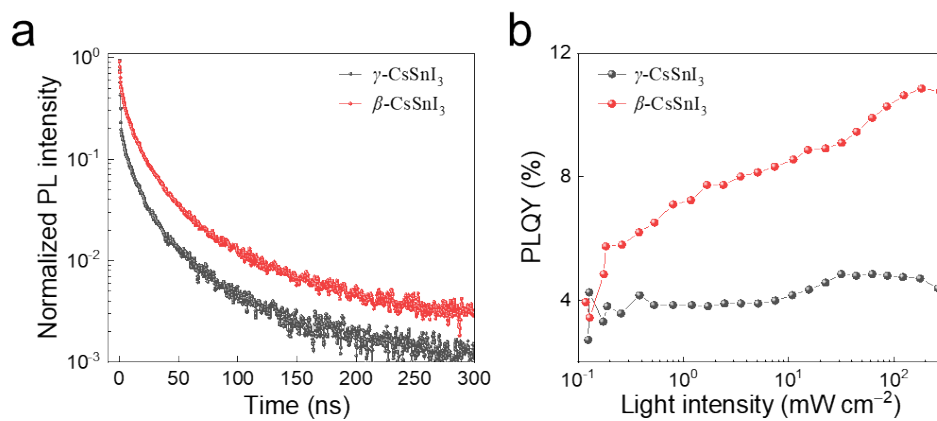 a
Normalized PL intensity
10⁰
10⁻¹
10⁻²
10⁻³
γ-CsSnI₃
β-CsSnI₃
0
50
100
150
200
250
300
Time (ns)
b
PLQY (%)
12
8
4
γ-CsSnI₃
β-CsSnI₃
10⁻¹
10⁰
10¹
10²
Light intensity (mW cm⁻²)